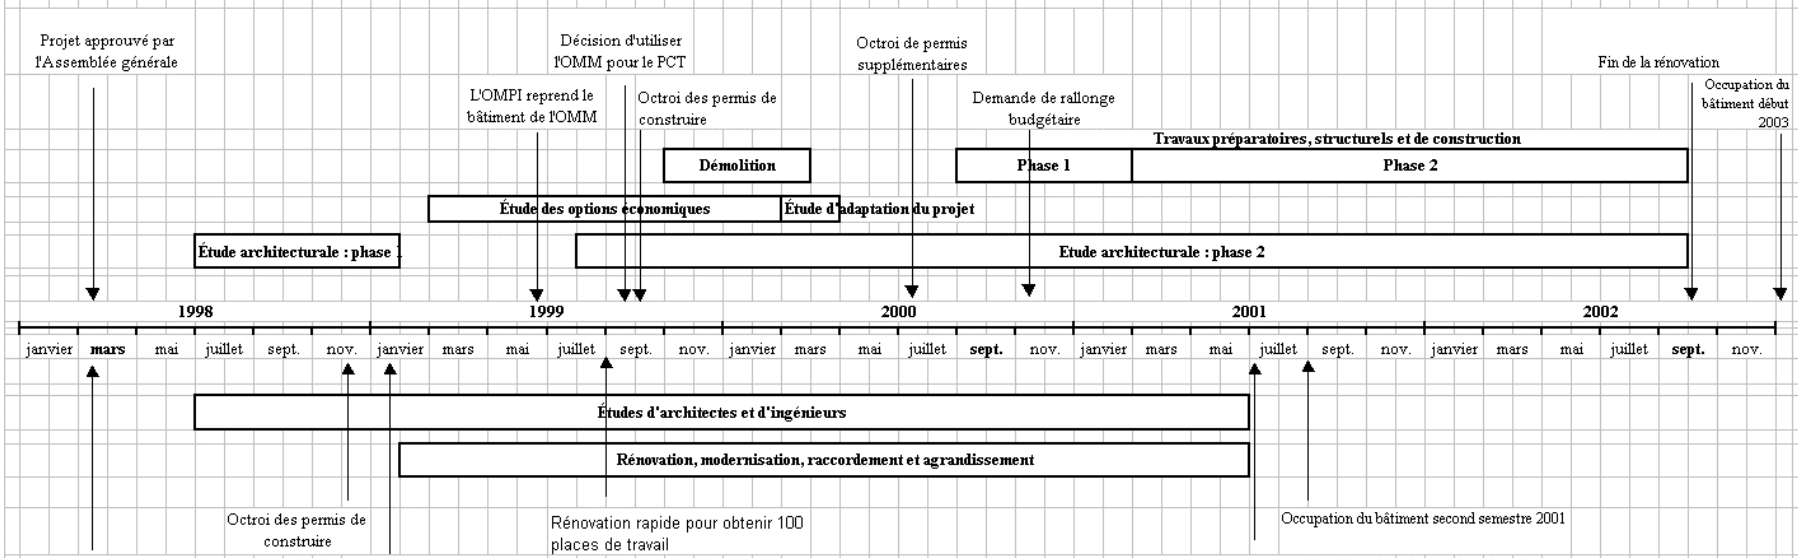 Projet approuvé par
l'Assemblée générale
Décision d'utiliser
l'OMM pour le PCT
Octroi de permis
supplémentaires
Fin de la rénovation
L'OMPI reprend le
bâtiment de l'OMM
Octroi des permis de
construire
Demande de rallonge
budgétaire
Occupation du
bâtiment début
2003
Travaux préparatoires, structurels et de construction
Démolition
Phase 1
Phase 2
Étude des options économiques
Étude d'adaptation du projet
Étude architecturale : phase 1
Etude architecturale : phase 2
1998 1999 2000 2001 2002
janvier mars mai juillet sept. nov. janvier mars mai juillet sept. nov. janvier mars mai juillet sept. nov. janvier mars mai juillet sept. nov. janvier mars mai juillet sept. nov.
Études d'architectes et d'ingénieurs
Rénovation, modernisation, raccordement et agrandissement
Octroi des permis de
construire
Rénovation rapide pour obtenir 100
places de travail
Occupation du bâtiment second semestre 2001